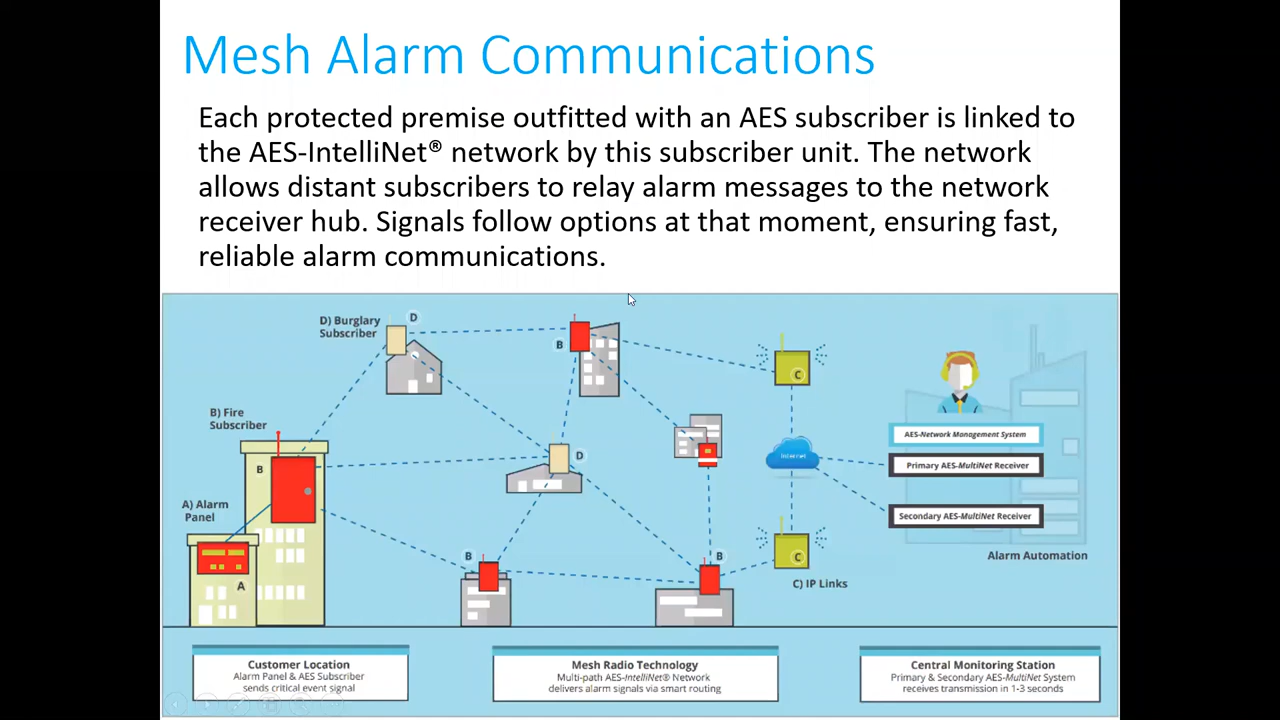 Mesh Alarm Communications
Each protected premise outfitted with an AES subscriber is linked to
the AES-IntelliNet® network by this subscriber unit. The network
allows distant subscribers to relay alarm messages to the network
receiver hub. Signals follow options at that moment, ensuring fast,
reliable alarm communications.
D) Burglary
Subscriber
D
B
C
B) Fire
Subscriber
B
D
Internet
AES-Network Management System
Primary AES-MultiNet Receiver
A) Alarm
Panel
Secondary AES-MultiNet Receiver
A
B
B
C
Alarm Automation
C) IP Links
Customer Location
Alarm Panel & AES Subscriber
sends critical event signal
Mesh Radio Technology
Multi-path AES-IntelliNet® Network
delivers alarm signals via smart routing
Central Monitoring Station
Primary & Secondary AES-MultiNet System
receives transmission in 1-3 seconds